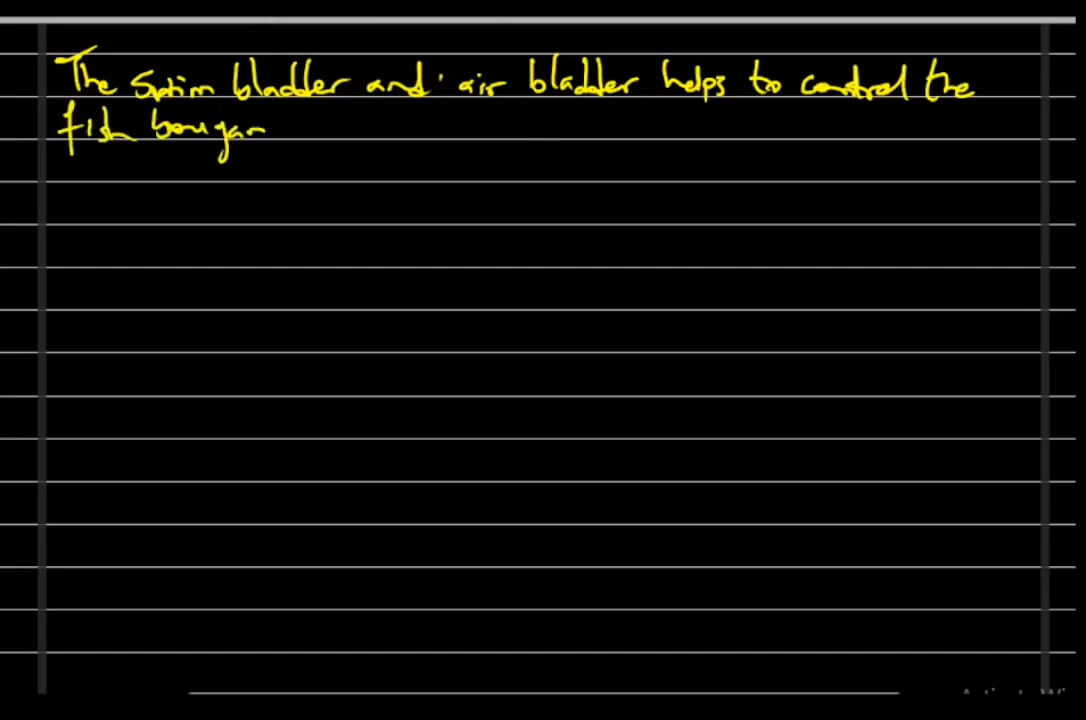 The Swim bladder and air bladder helps to control the
fish bouyan